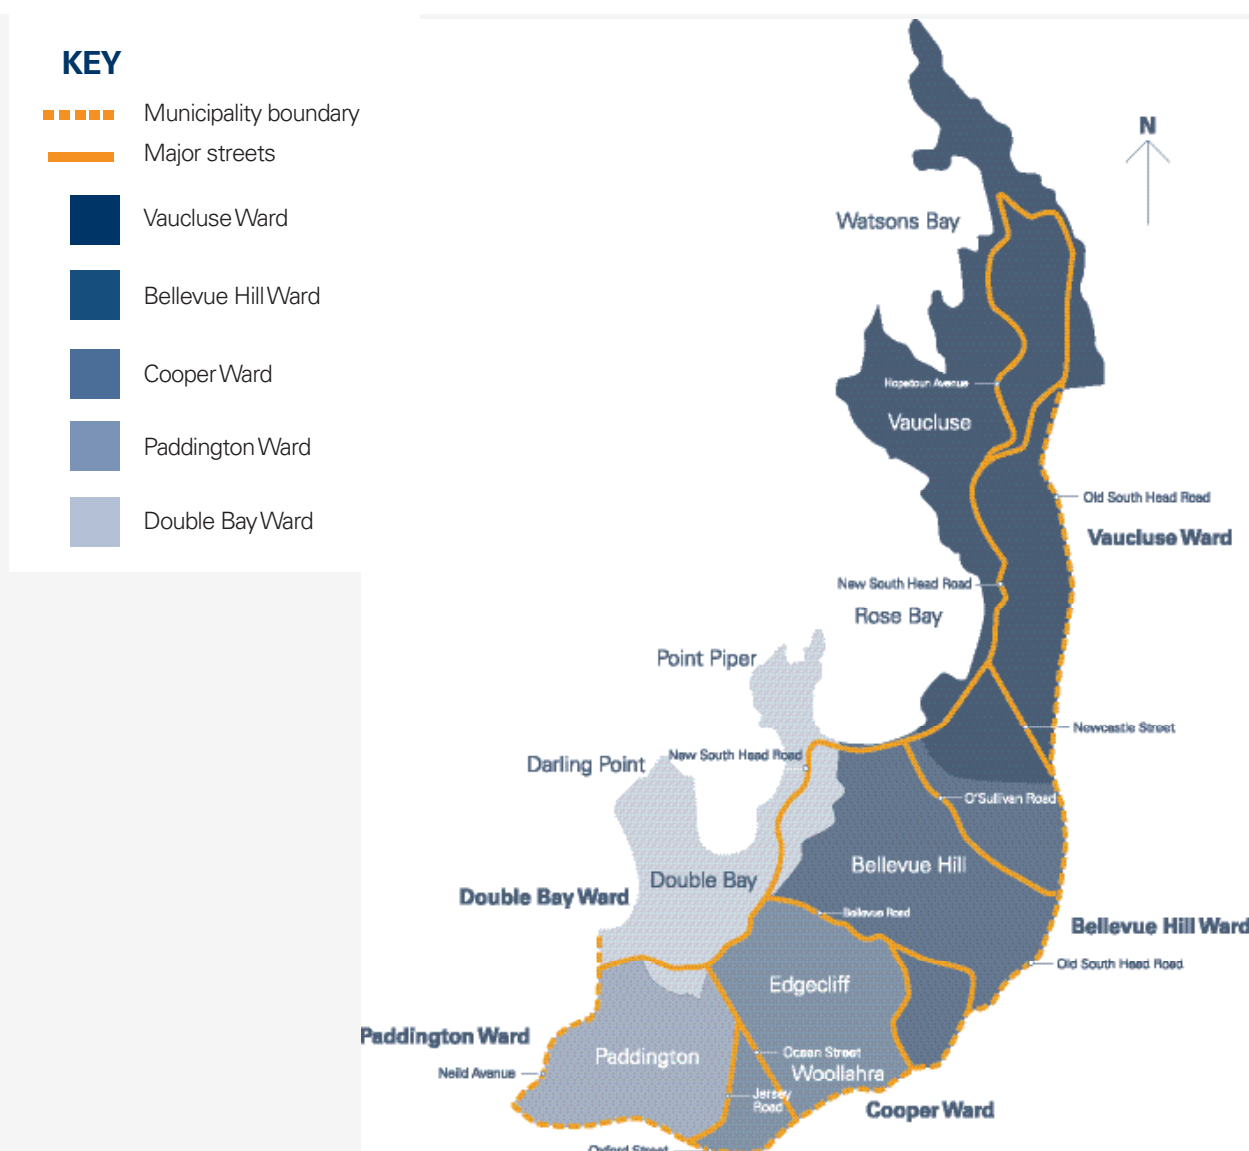 KEY
Municipality boundary
Major streets
Vaucluse Ward
Bellevue Hill Ward
Cooper Ward
Paddington Ward
Double Bay Ward
N
Watsons Bay
Hopetoun Avenue
Vaucluse
Old South Head Road
Vaucluse Ward
New South Head Road
Rose Bay
Point Piper
Newcastle Street
New South Head Road
Darling Point
O'Sullivan Road
Bellevue Hill
Double Bay
Double Bay Ward
Bellevue Road
Bellevue Hill Ward
Old South Head Road
Edgecliff
Paddington Ward
Paddington
Ocean Street
Woollahra
Neild Avenue
Jersey
Road
Cooper Ward
Oxford Street